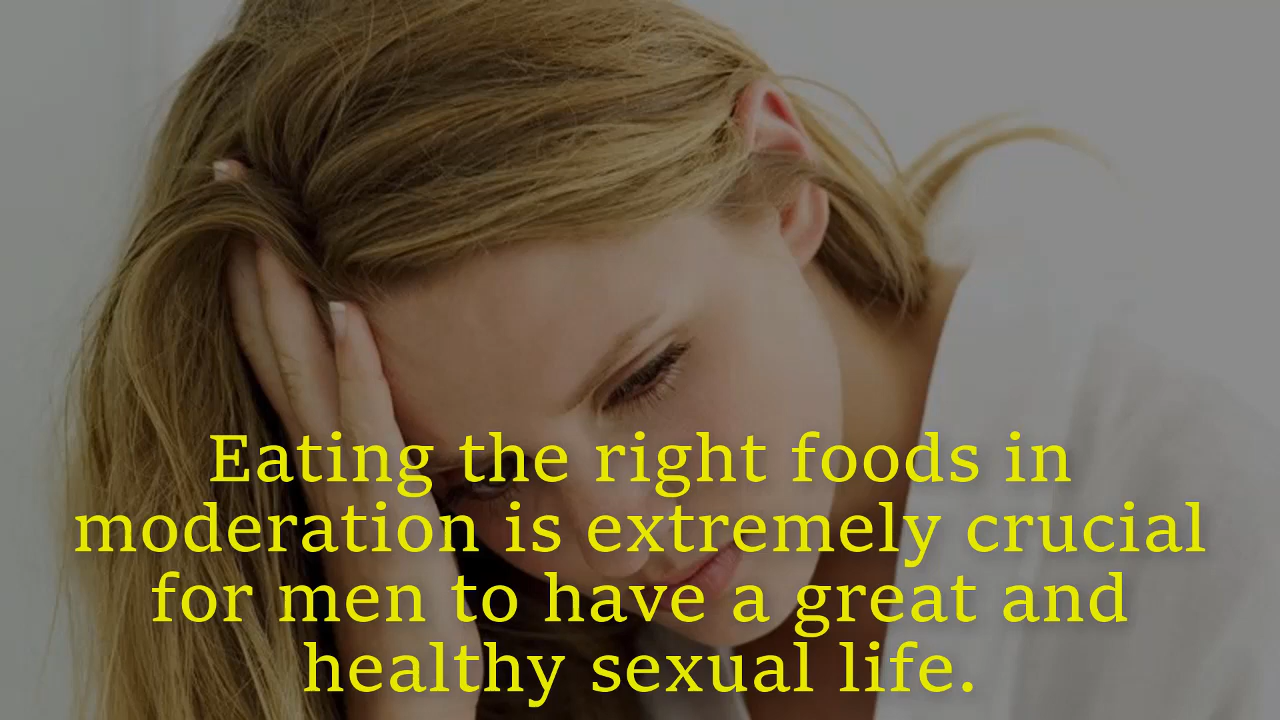 Eating the right foods in
moderation is extremely crucial
for men to have a great and
healthy sexual life.